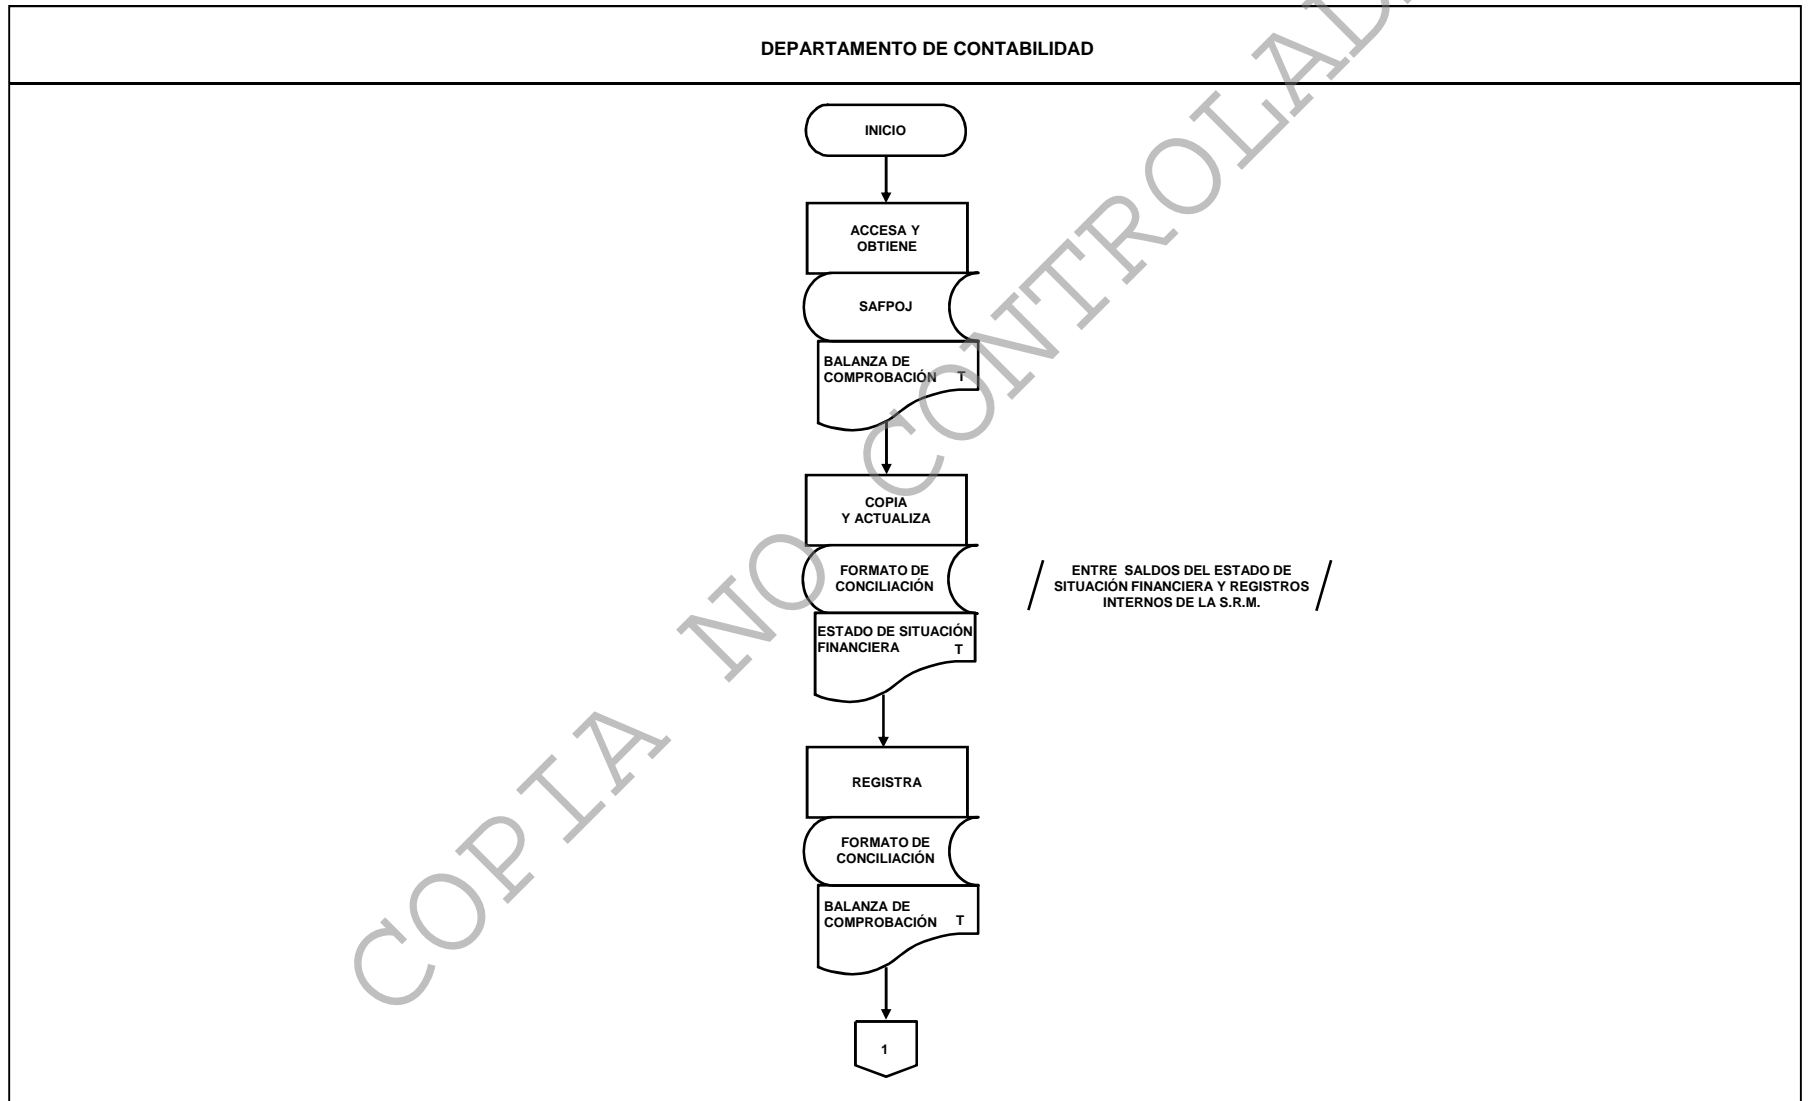 DEPARTAMENTO DE CONTABILIDAD
INICIO
ACCESA Y
OBTIENE
SAFPOJ
BALANZA DE
COMPROBACIÓN T
COPIA
Y ACTUALIZA
FORMATO DE
CONCILIACIÓN
ENTRE SALDOS DEL ESTADO DE
SITUACIÓN FINANCIERA Y REGISTROS
INTERNOS DE LA S.R.M.
ESTADO DE SITUACIÓN
FINANCIERA T
REGISTRA
FORMATO DE
CONCILIACIÓN
BALANZA DE
COMPROBACIÓN T
1
COPIA NO CONTROLAD